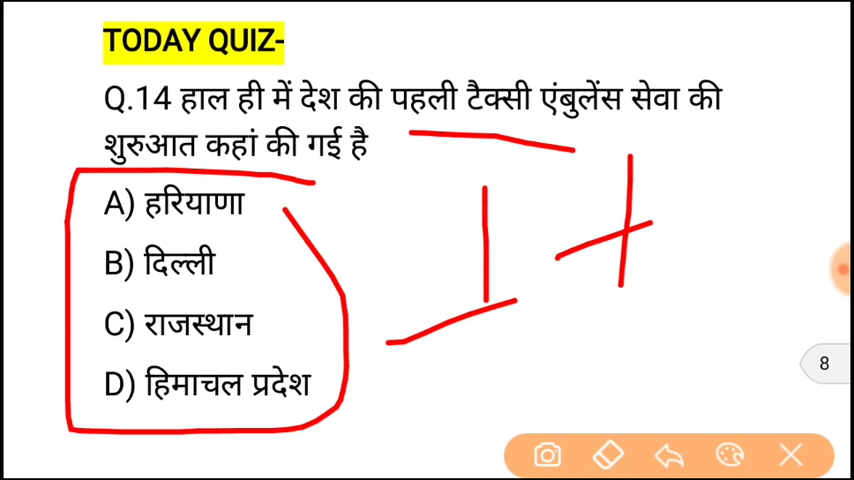 TODAY QUIZ-
Q.14 हाल ही में देश की पहली टैक्सी एंबुलेंस सेवा की
शुरुआत कहां की गई है
A) हरियाणा
B) दिल्ली
C) राजस्थान
D) हिमाचल प्रदेश
8